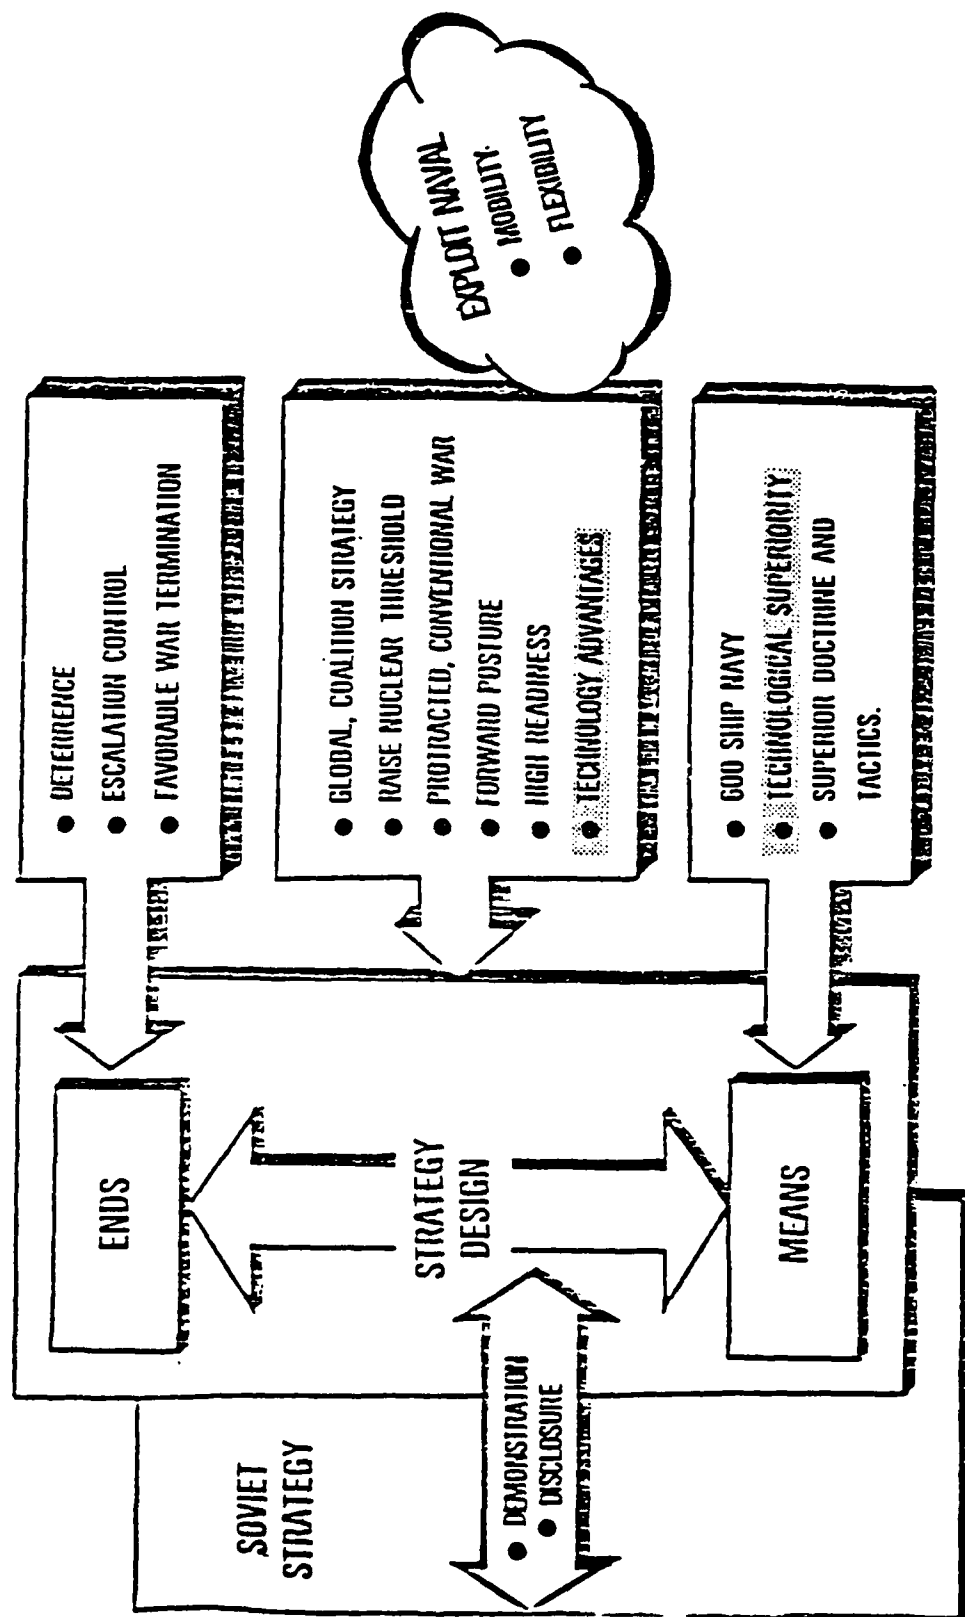 SOVIET
STRATEGY
● DEMONSTRATION
● DISCLOSURE
ENDS
STRATEGY
DESIGN
MEANS
● DETERRENCE
● ESCALATION CONTROL
● FAVORABLE WAR TERMINATION
● GLOBAL, COALITION STRATEGY
● RAISE NUCLEAR THRESHOLD
● PROTRACTED, CONVENTIONAL WAR
● FORWARD POSTURE
● HIGH READINESS
● TECHNOLOGY ADVANTAGES
● 600 SHIP NAVY
● TECHNOLOGICAL SUPERIORITY
● SUPERIOR DOCTRINE AND
TACTICS.
EXPLOIT NAVAL
● MOBILITY
● FLEXIBILITY